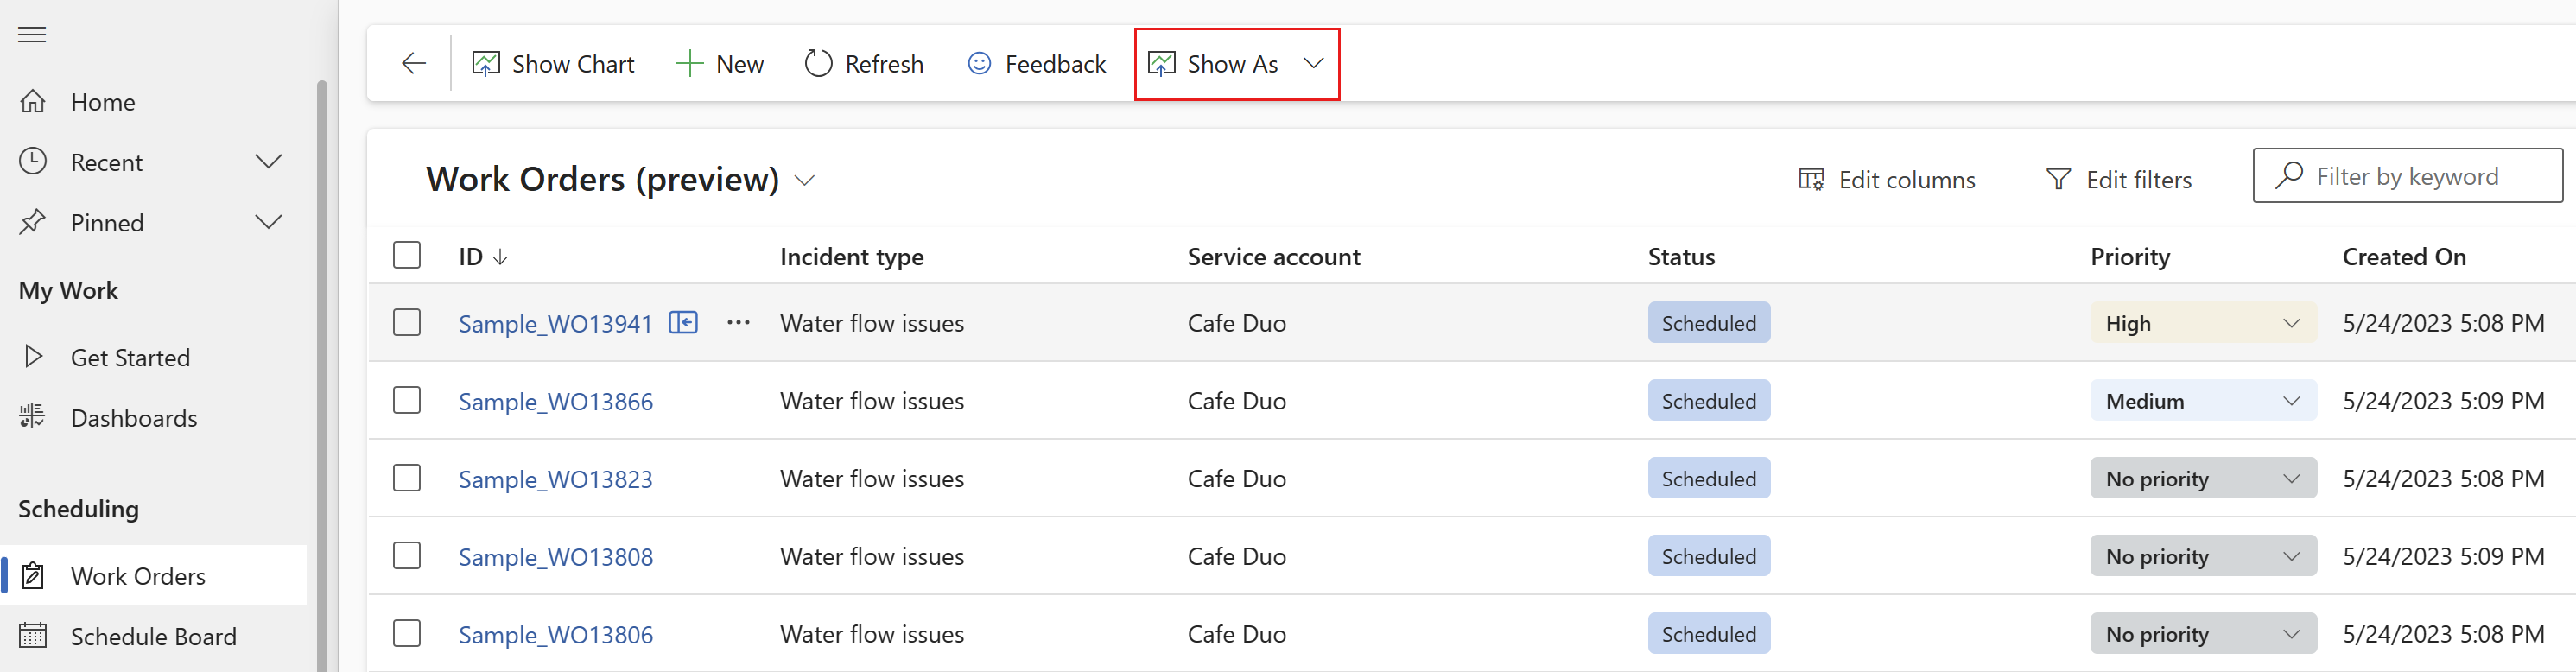 Show Chart New Refresh Feedback Show As
Home
Recent
Pinned
My Work
Get Started
Dashboards
Scheduling
Work Orders
Schedule Board
Work Orders (preview) Edit columns Edit filters Filter by keyword
ID ↓ Incident type Service account Status Priority Created On
Sample_WO13941 Water flow issues Cafe Duo Scheduled High 5/24/2023 5:08 PM
Sample_WO13866 Water flow issues Cafe Duo Scheduled Medium 5/24/2023 5:09 PM
Sample_WO13823 Water flow issues Cafe Duo Scheduled No priority 5/24/2023 5:08 PM
Sample_WO13808 Water flow issues Cafe Duo Scheduled No priority 5/24/2023 5:09 PM
Sample_WO13806 Water flow issues Cafe Duo Scheduled No priority 5/24/2023 5:08 PM